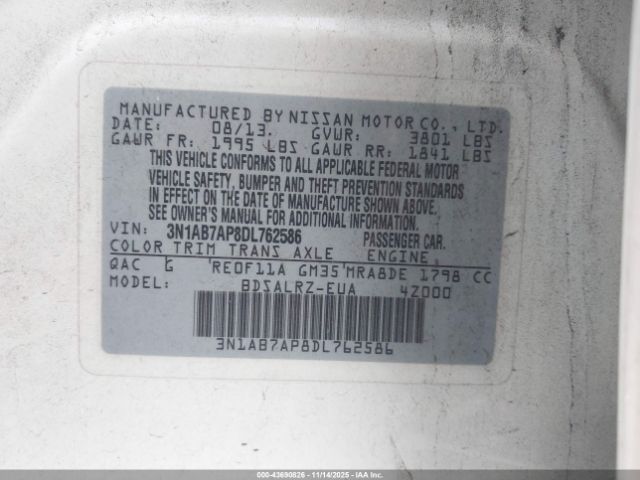 MANUFACTURED BY NISSAN MOTOR CO., LTD.
DATE: 08/13. GVWR: 3801 LBS
GAWR FR: 1995 LBS GAWR RR: 1841 LBS
THIS VEHICLE CONFORMS TO ALL APPLICABLE FEDERAL MOTOR
VEHICLE SAFETY, BUMPER AND THEFT PREVENTION STANDARDS
IN EFFECT ON THE DATE OF MANUFACTURE SHOWN ABOVE.
SEE OWNER'S MANUAL FOR ADDITIONAL INFORMATION.
VIN: 3N1AB7AP8DL762586 PASSENGER CAR.
COLOR TRIM TRANS AXLE ENGINE
QAC G 'RE0F11A GM35'MRA8DE 1798 CC
MODEL: BDSALRZ-EUA 42000
3N1AB7AP8DL762586
000-43690826 - 11/14/2025 - IAA Inc.